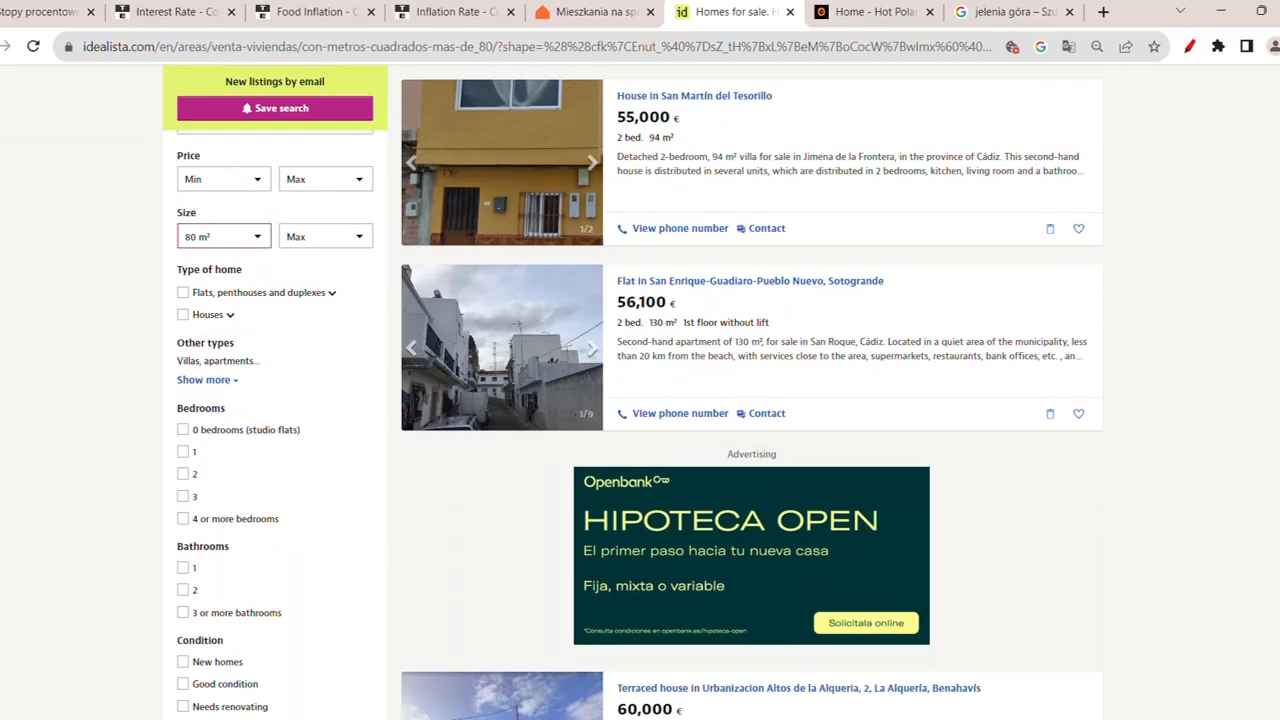 py procentowe
Interest Rate - Co
Food Inflation - C
Inflation Rate - C
Mieszkania na sp
Homes for sale. H
Home - Hot Pola
jelenia góra – Szu
idealista.com/en/areas/venta-viviendas/con-metros-cuadrados-mas-de_80/?shape=%28%28cfk%7CEnut_%40%7DsZ_tH%7BxL%7BeM%7BoCocW%7BwImx%60%40...
New listings by email
Save search
Price
Min
Max
Size
80 m²
Max
Type of home
Flats, penthouses and duplexes
Houses
Other types
Villas, apartments...
Show more
Bedrooms
0 bedrooms (studio flats)
1
2
3
4 or more bedrooms
Bathrooms
1
2
3 or more bathrooms
Condition
New homes
Good condition
Needs renovating
House in San Martín del Tesorillo
55,000 €
2 bed. 94 m²
Detached 2-bedroom, 94 m² villa for sale in Jimena de la Frontera, in the province of Cádiz. This second-hand
house is distributed in several units, which are distributed in 2 bedrooms, kitchen, living room and a bathroo...
1/2
View phone number
Contact
Flat in San Enrique-Guadiaro-Pueblo Nuevo, Sotogrande
56,100 €
2 bed. 130 m² 1st floor without lift
Second-hand apartment of 130 m², for sale in San Roque, Cádiz. Located in a quiet area of the municipality, less
than 20 km from the beach, with services close to the area, supermarkets, restaurants, bank offices, etc. , an...
1/9
View phone number
Contact
Advertising
Openbank
HIPOTECA OPEN
El primer paso hacia tu nueva casa
Fija, mixta o variable
*Consulta condiciones en openbank.es/hipoteca-open
Solicítala online
Terraced house in Urbanizacion Altos de la Alqueria, 2, La Alquería, Benahavís
60,000 €